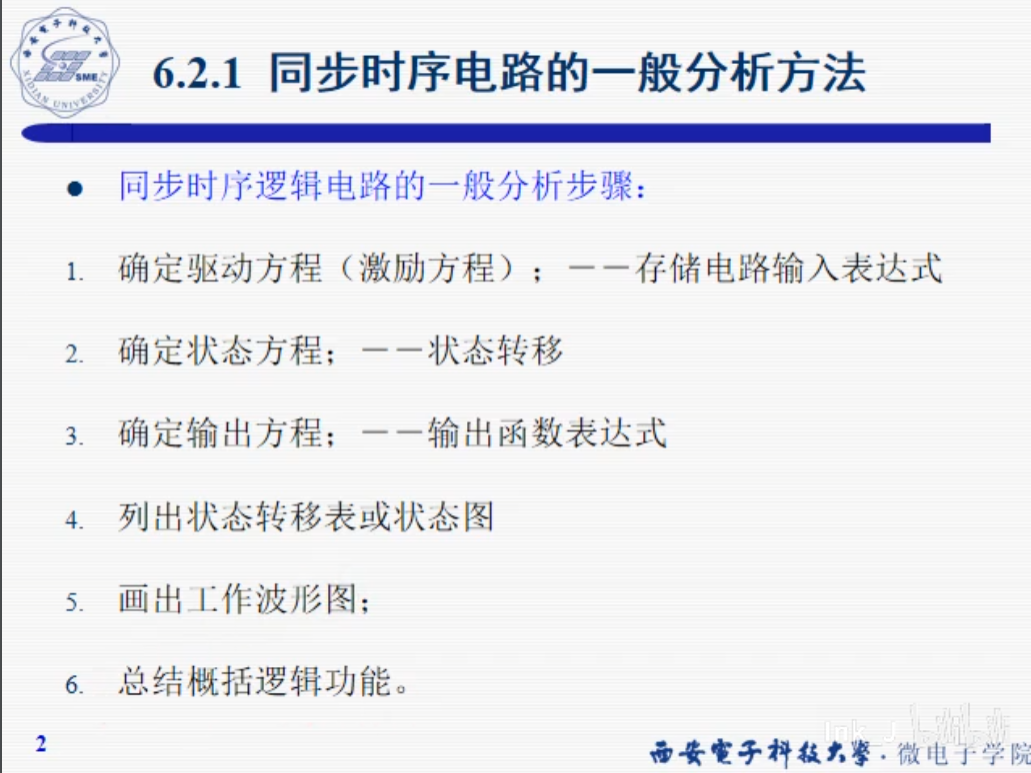 SME
XIDIAN UNIVERSITY
6.2.1 同步时序电路的一般分析方法
● 同步时序逻辑电路的一般分析步骤：
1. 确定驱动方程（激励方程）；——存储电路输入表达式
2. 确定状态方程；——状态转移
3. 确定输出方程；——输出函数表达式
4. 列出状态转移表或状态图
5. 画出工作波形图；
6. 总结概括逻辑功能。
2
西安電子科技大學·微电子学院